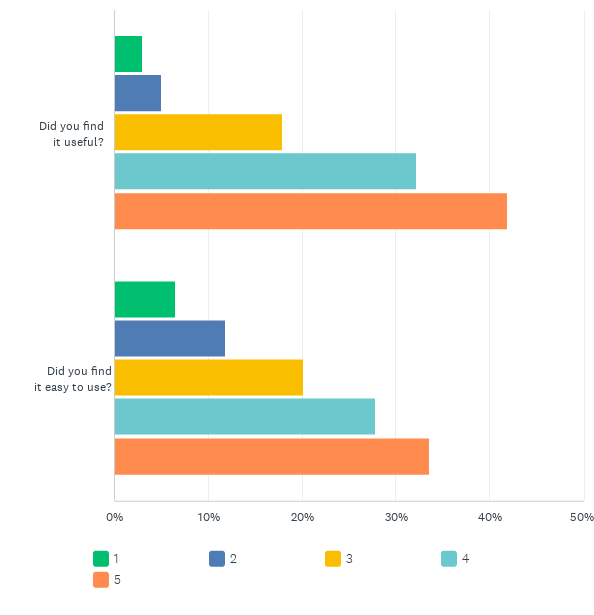 Did you find
it useful?
Did you find
it easy to use?
0% 10% 20% 30% 40% 50%
1 2 3 4
5